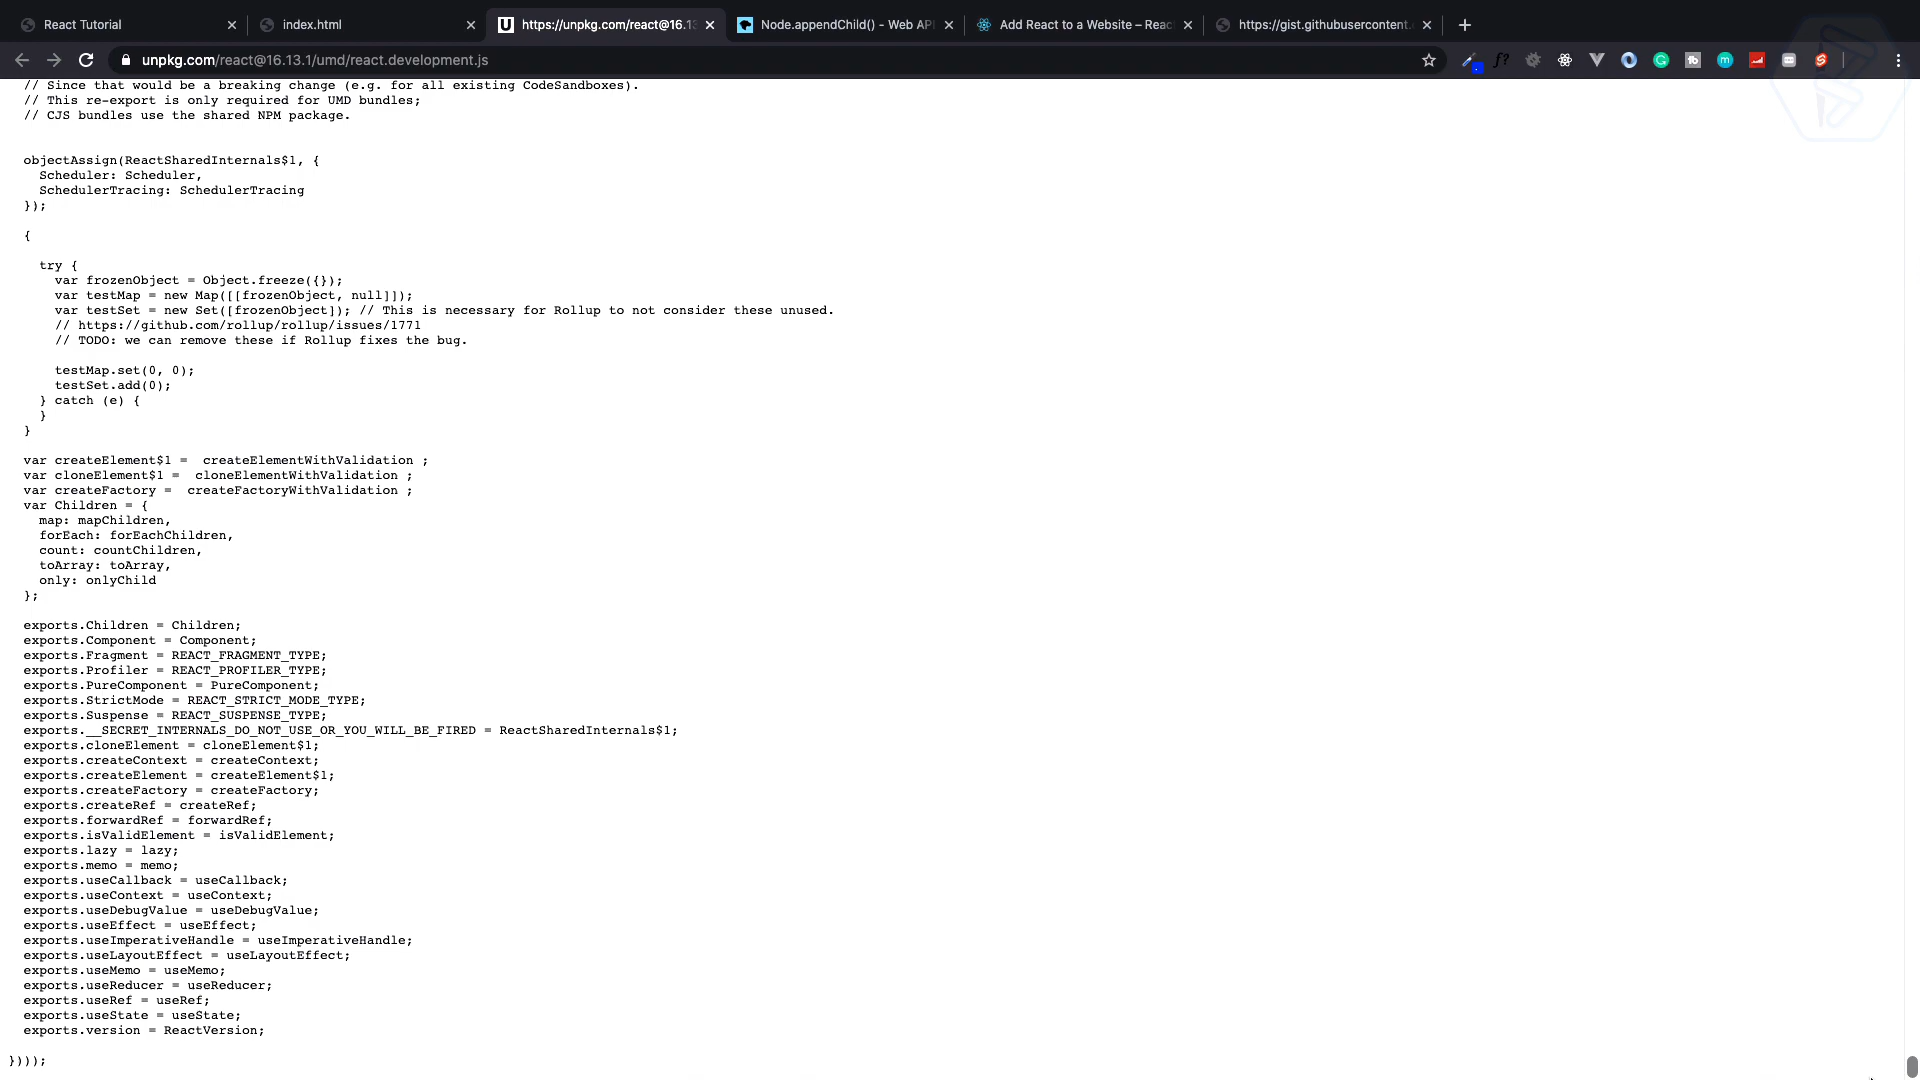 React Tutorial
index.html
https://unpkg.com/react@16.13
Node.appendChild() - Web AP
Add React to a Website – Reac
https://gist.githubusercontent.
unpkg.com/react@16.13.1/umd/react.development.js
// Since that would be a breaking change (e.g. for all existing CodeSandboxes).
// This re-export is only required for UMD bundles;
// CJS bundles use the shared NPM package.
objectAssign(ReactSharedInternals$1, {
Scheduler: Scheduler,
SchedulerTracing: SchedulerTracing
});
{
try {
var frozenObject = Object.freeze({});
var testMap = new Map([[frozenObject, null]]);
var testSet = new Set([frozenObject]); // This is necessary for Rollup to not consider these unused.
// https://github.com/rollup/rollup/issues/1771
// TODO: we can remove these if Rollup fixes the bug.
testMap.set(0, 0);
testSet.add(0);
} catch (e) {
}
}
var createElement$1 =  createElementWithValidation ;
var cloneElement$1 =  cloneElementWithValidation ;
var createFactory =  createFactoryWithValidation ;
var Children = {
map: mapChildren,
forEach: forEachChildren,
count: countChildren,
toArray: toArray,
only: onlyChild
};
exports.Children = Children;
exports.Component = Component;
exports.Fragment = REACT_FRAGMENT_TYPE;
exports.Profiler = REACT_PROFILER_TYPE;
exports.PureComponent = PureComponent;
exports.StrictMode = REACT_STRICT_MODE_TYPE;
exports.Suspense = REACT_SUSPENSE_TYPE;
exports.__SECRET_INTERNALS_DO_NOT_USE_OR_YOU_WILL_BE_FIRED = ReactSharedInternals$1;
exports.cloneElement = cloneElement$1;
exports.createContext = createContext;
exports.createElement = createElement$1;
exports.createFactory = createFactory;
exports.createRef = createRef;
exports.forwardRef = forwardRef;
exports.isValidElement = isValidElement;
exports.lazy = lazy;
exports.memo = memo;
exports.useCallback = useCallback;
exports.useContext = useContext;
exports.useDebugValue = useDebugValue;
exports.useEffect = useEffect;
exports.useImperativeHandle = useImperativeHandle;
exports.useLayoutEffect = useLayoutEffect;
exports.useMemo = useMemo;
exports.useReducer = useReducer;
exports.useRef = useRef;
exports.useState = useState;
exports.version = ReactVersion;
})));